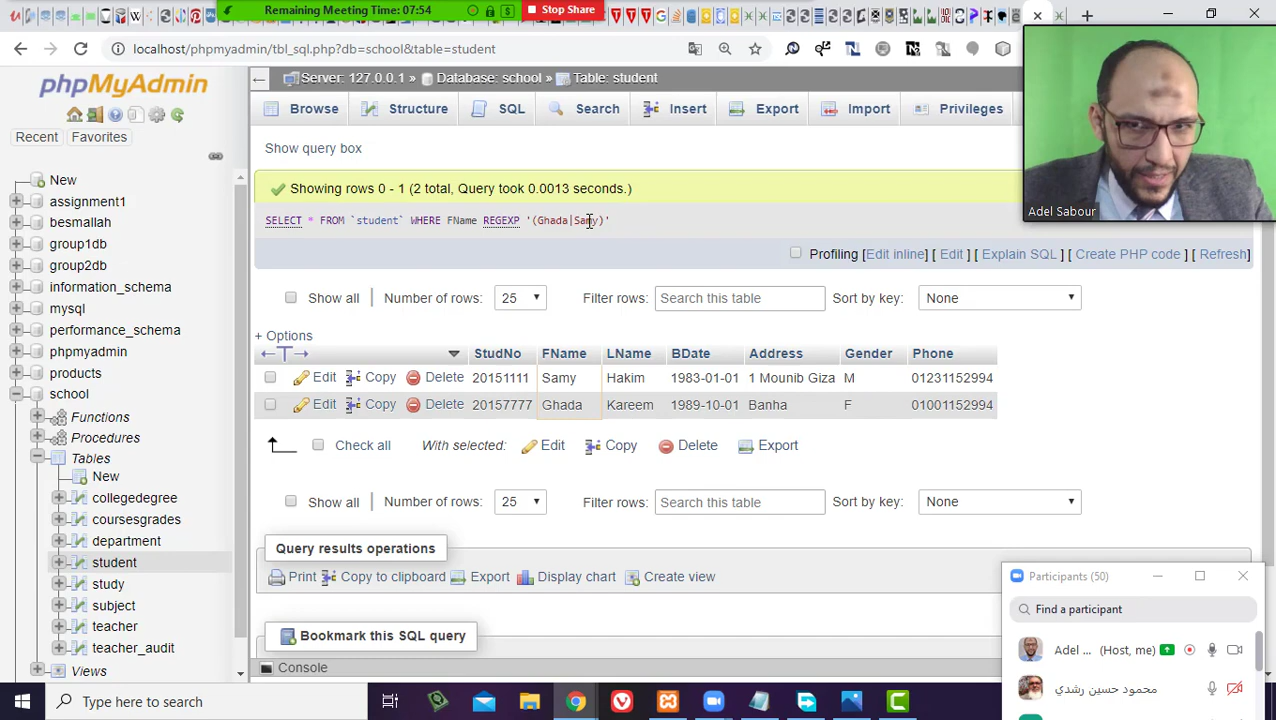 Remaining Meeting Time: 07:54
Stop Share
localhost/phpmyadmin/tbl_sql.php?db=school&table=student
phpMyAdmin
Recent
Favorites
New
assignment1
besmallah
group1db
group2db
information_schema
mysql
performance_schema
phpmyadmin
products
school
Functions
Procedures
Tables
New
collegedegree
coursesgrades
department
student
study
subject
teacher
teacher_audit
Views
Server: 127.0.0.1 » Database: school » Table: student
Browse Structure SQL Search Insert Export Import Privileges
Adel Sabour
Show query box
Showing rows 0 - 1 (2 total, Query took 0.0013 seconds.)
SELECT * FROM `student` WHERE FName REGEXP '(Ghada|Samy)'
Profiling [Edit inline] [ Edit ] [ Explain SQL ] [ Create PHP code ] [ Refresh]
Show all Number of rows: 25 Filter rows: Search this table Sort by key: None
+ Options
StudNo FName LName BDate Address Gender Phone
Edit Copy Delete 20151111 Samy Hakim 1983-01-01 1 Mounib Giza M 01231152994
Edit Copy Delete 20157777 Ghada Kareem 1989-10-01 Banha F 01001152994
Check all With selected: Edit Copy Delete Export
Show all Number of rows: 25 Filter rows: Search this table Sort by key: None
Query results operations
Print Copy to clipboard Export Display chart Create view
Bookmark this SQL query
Console
Participants (50)
Find a participant
Adel ... (Host, me)
محمود حسين رشدي
Type here to search